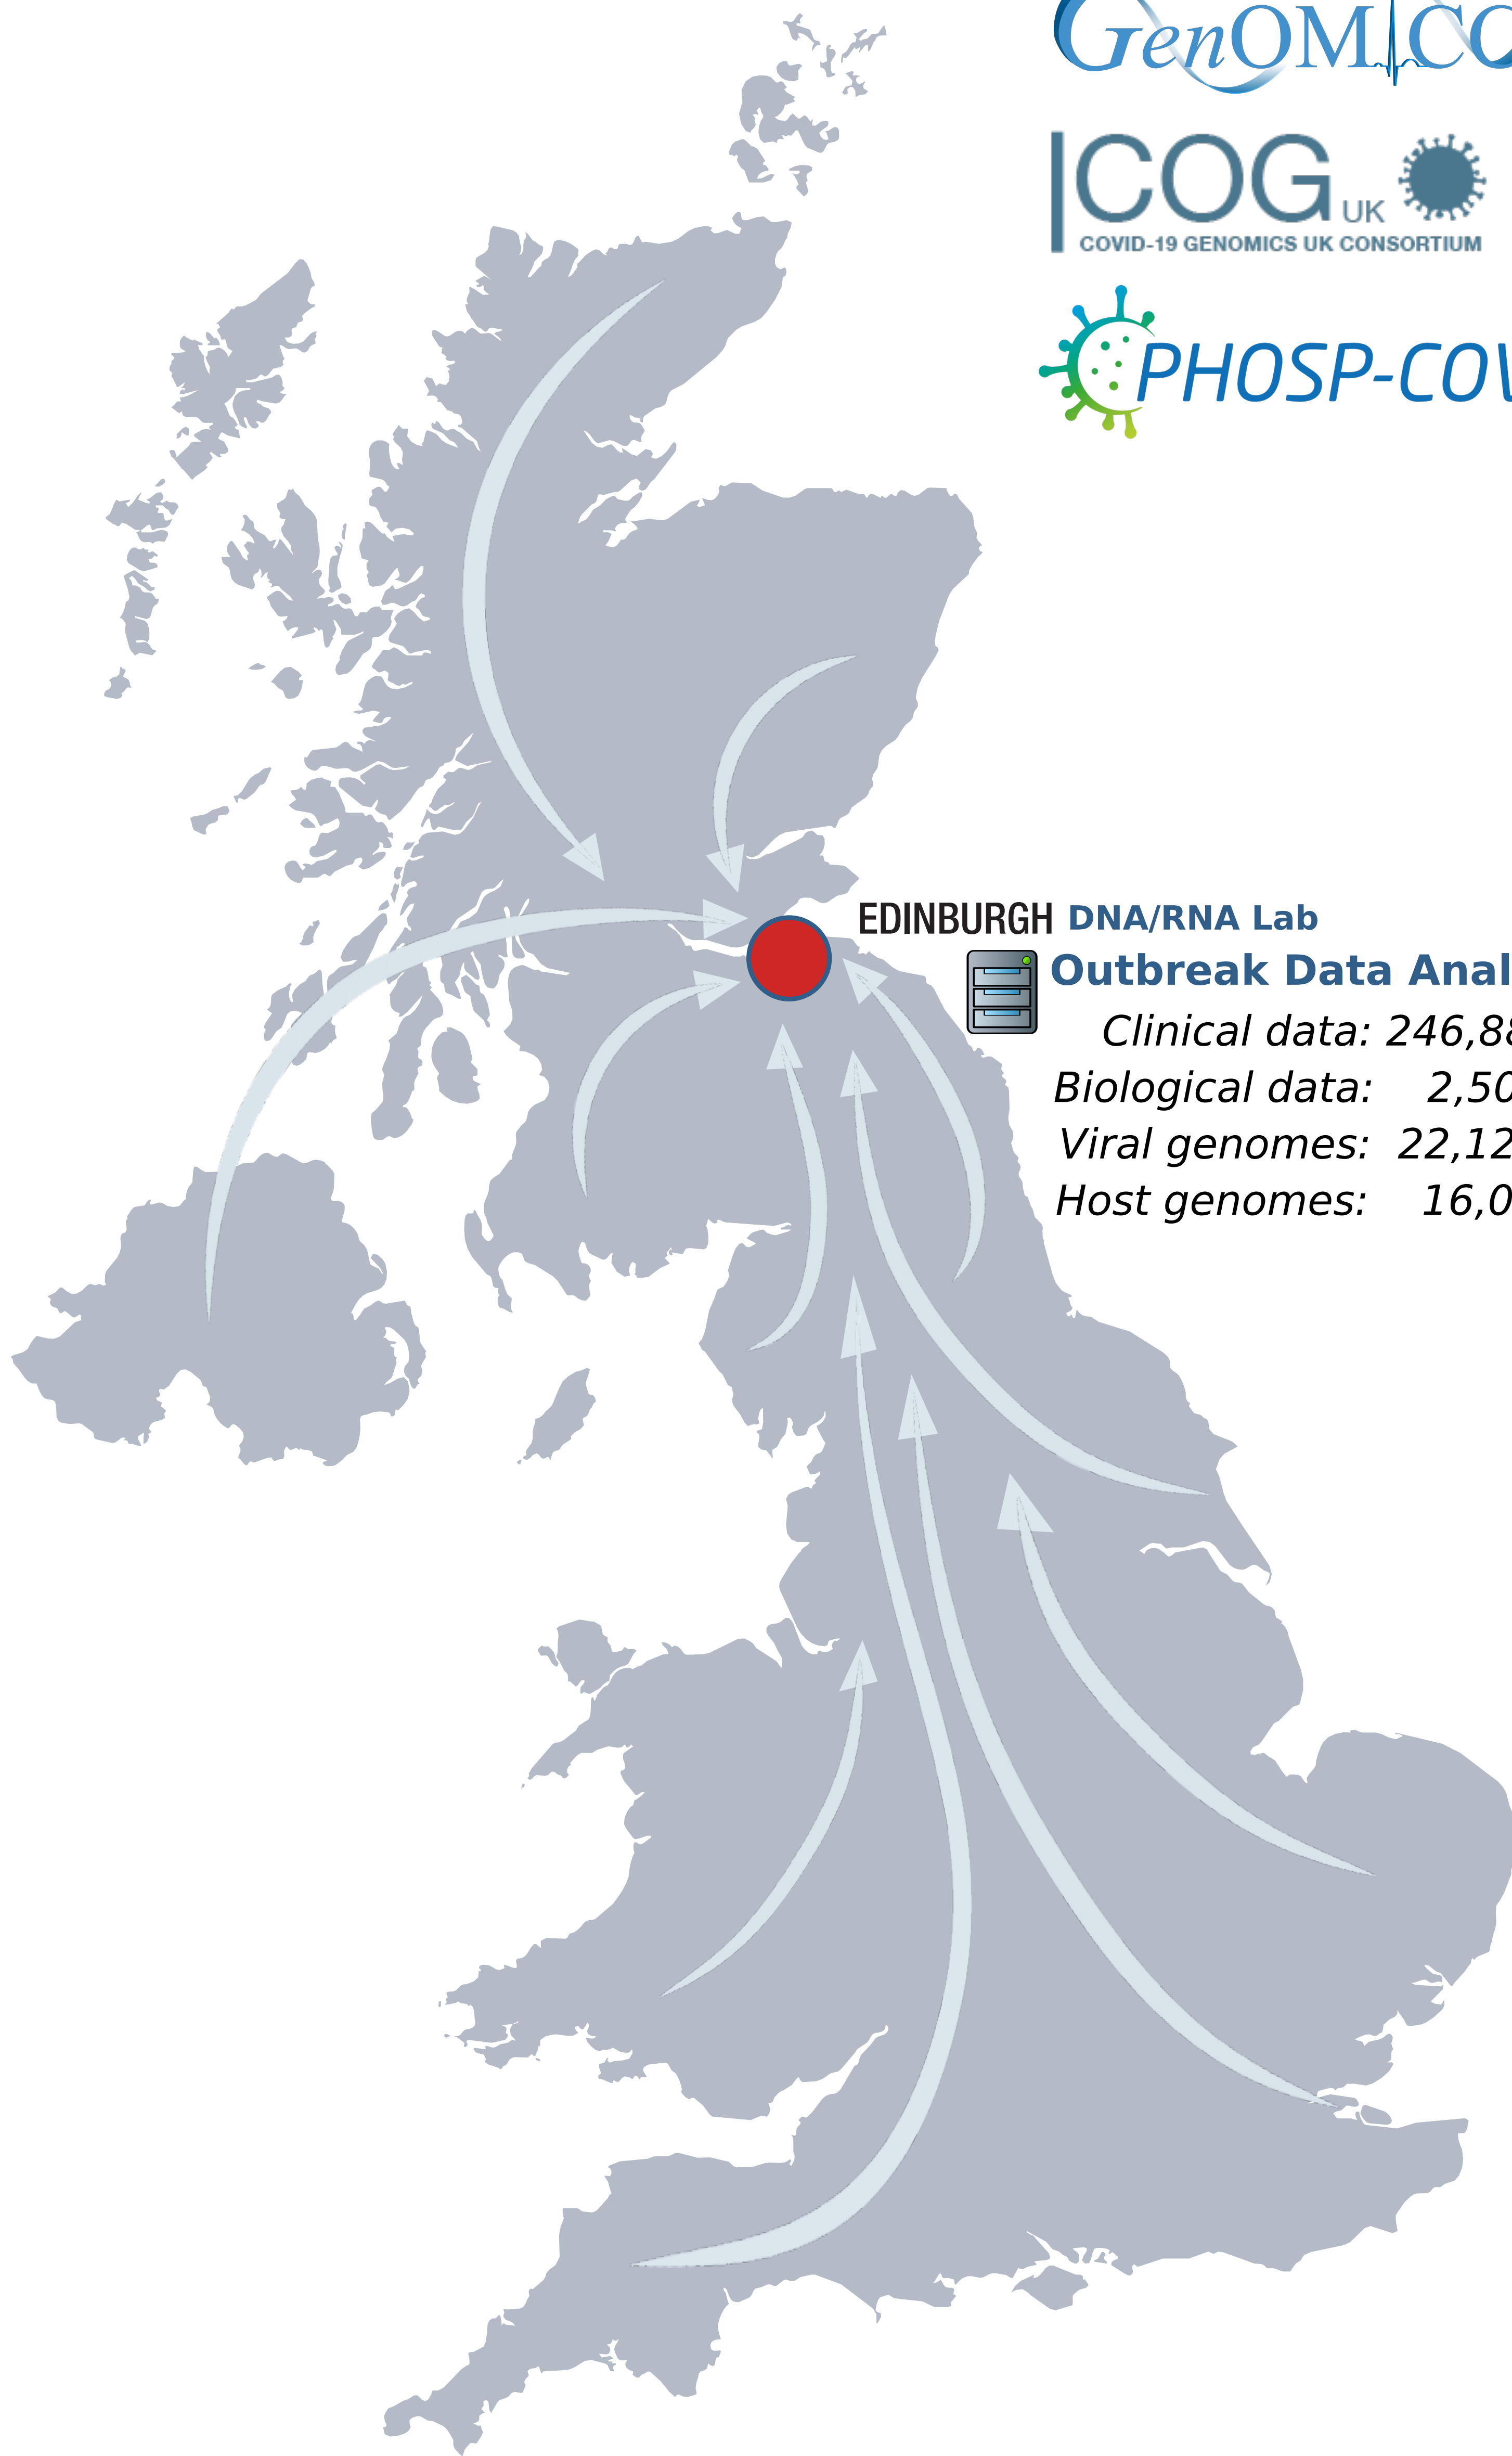 GenOMICC
COG UK
COVID-19 GENOMICS UK CONSORTIUM
PHOSP-COV
EDINBURGH DNA/RNA Lab
Outbreak Data Anal
Clinical data: 246,88
Biological data: 2,50
Viral genomes: 22,12
Host genomes: 16,0